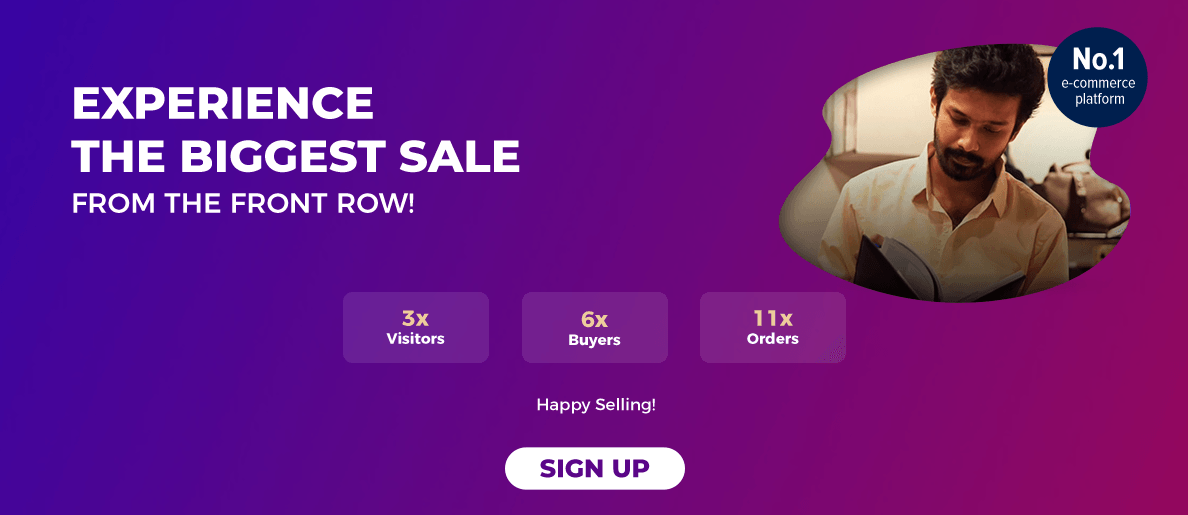 EXPERIENCE
THE BIGGEST SALE
FROM THE FRONT ROW!
No.1
e-commerce
platform
3x
Visitors
6x
Buyers
11x
Orders
Happy Selling!
SIGN UP